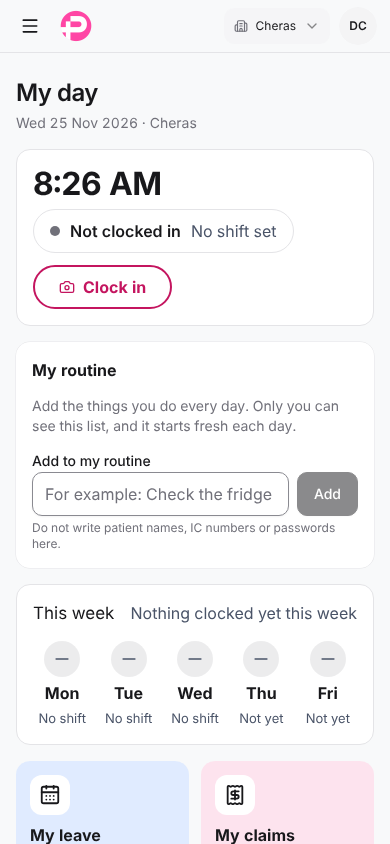 Cheras
DC
My day
Wed 25 Nov 2026 · Cheras
8:26 AM
Not clocked in No shift set
Clock in
My routine
Add the things you do every day. Only you can
see this list, and it starts fresh each day.
Add to my routine
For example: Check the fridge
Add
Do not write patient names, IC numbers or passwords
here.
This week Nothing clocked yet this week
Mon Tue Wed Thu Fri
No shift No shift No shift Not yet Not yet
My leave My claims